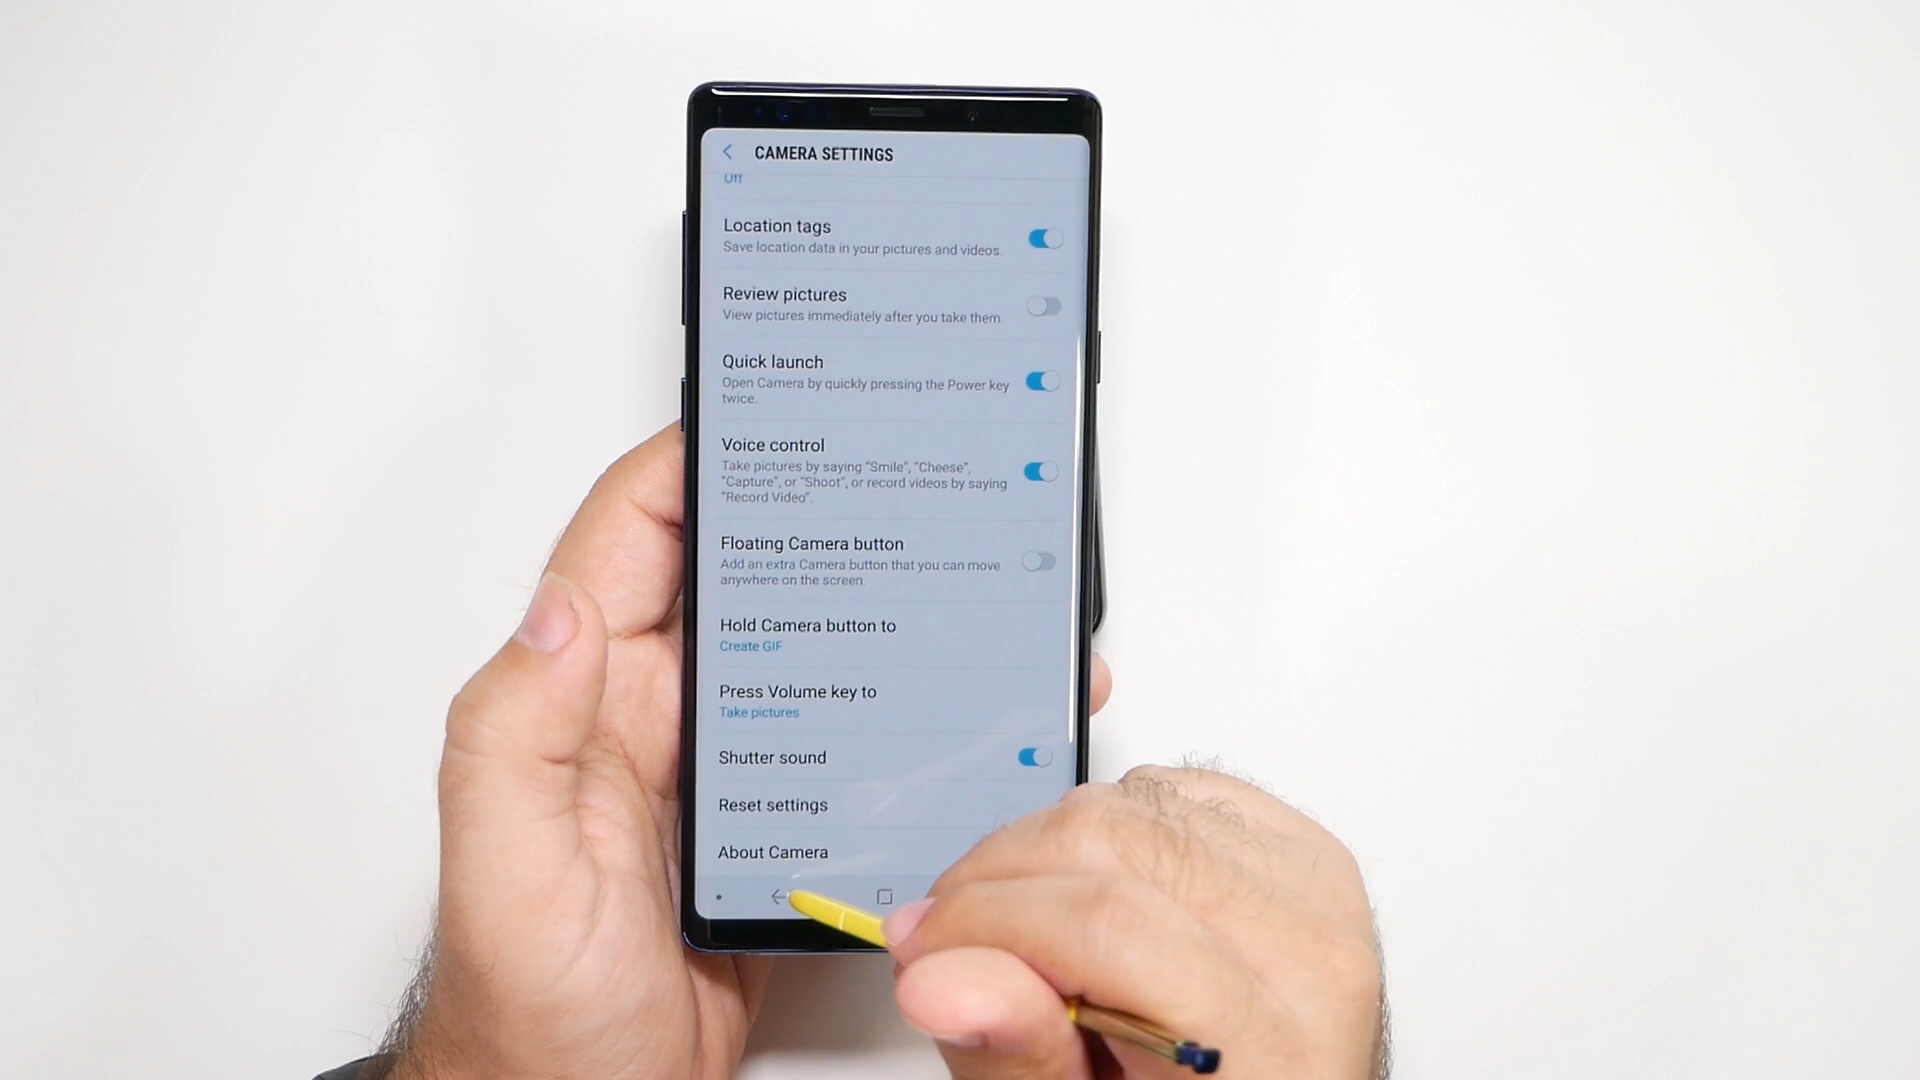 CAMERA SETTINGS
Off
Location tags
Save location data in your pictures and videos.
Review pictures
View pictures immediately after you take them.
Quick launch
Open Camera by quickly pressing the Power key
twice.
Voice control
Take pictures by saying "Smile", "Cheese",
"Capture", or "Shoot", or record videos by saying
"Record Video".
Floating Camera button
Add an extra Camera button that you can move
anywhere on the screen.
Hold Camera button to
Create GIF
Press Volume key to
Take pictures
Shutter sound
Reset settings
About Camera